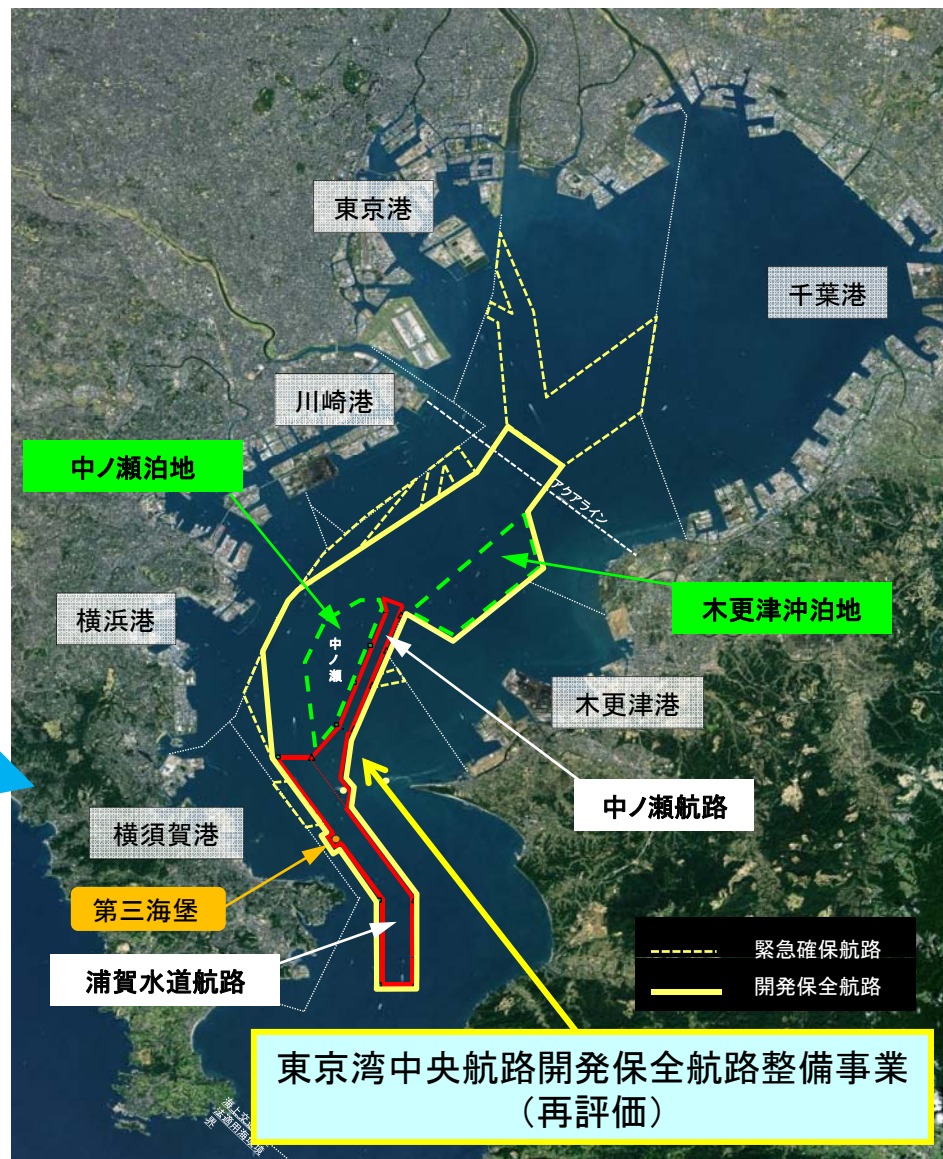 東京港
千葉港
川崎港
中ノ瀬泊地
アクアライン
木更津沖泊地
横浜港
中ノ瀬
木更津港
中ノ瀬航路
横須賀港
第三海堡
浦賀水道航路
緊急確保航路
開発保全航路
東京湾中央航路開発保全航路整備事業
（再評価）